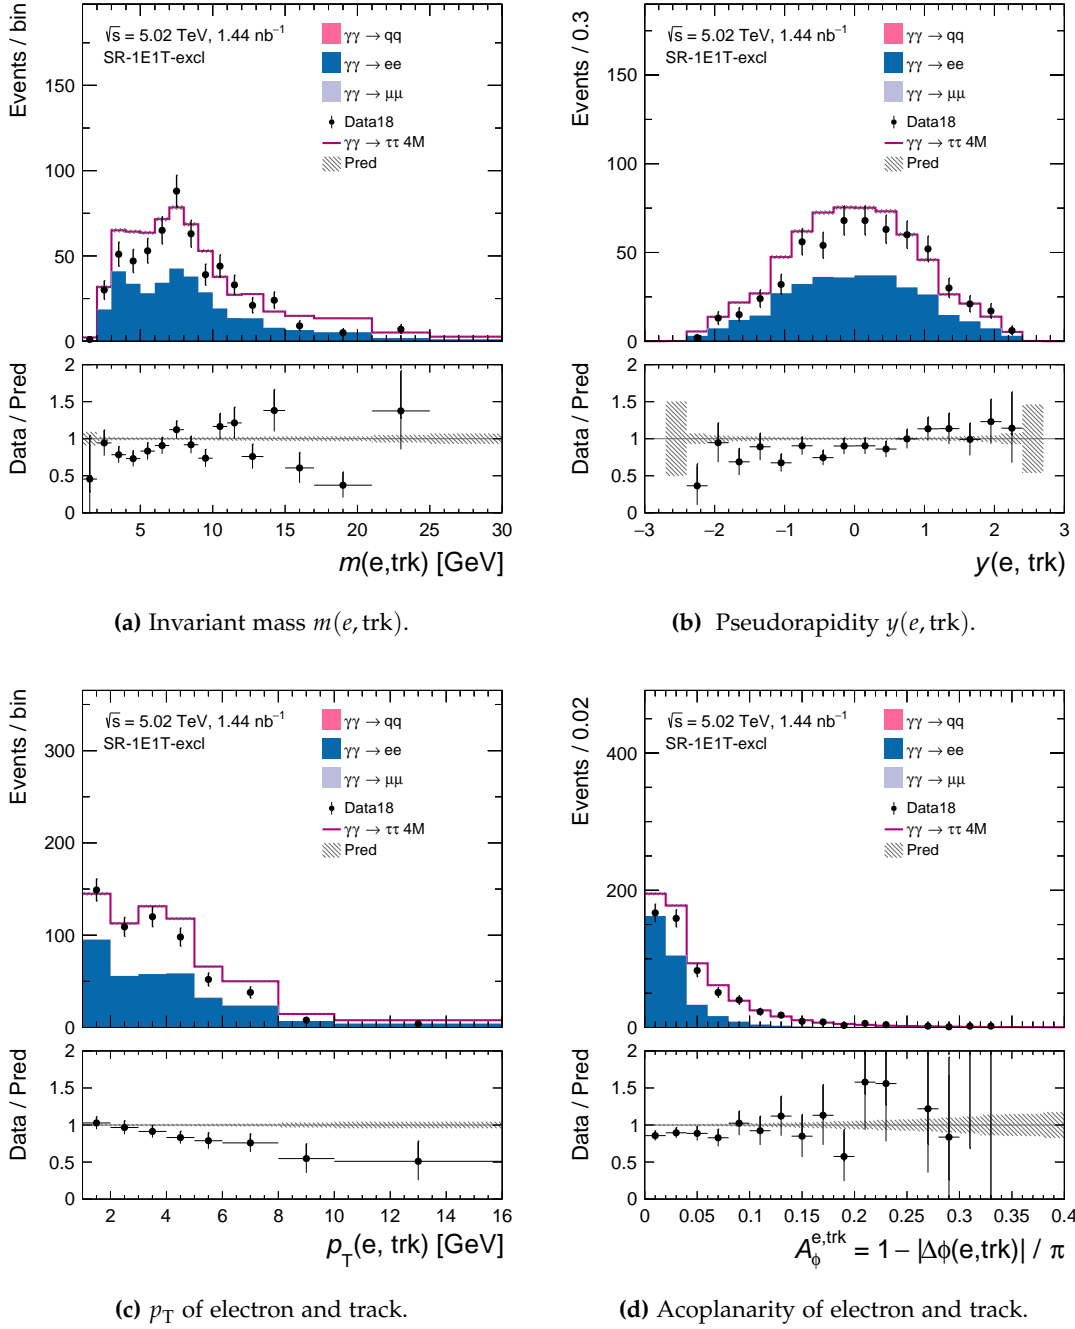 Events / bin
√s = 5.02 TeV, 1.44 nb⁻¹
SR-1E1T-excl
γγ → qq
γγ → ee
γγ → μμ
Data18
γγ → ττ 4M
Pred
150
100
50
0
Data / Pred
2
1.5
1
0.5
0
5 10 15 20 25 30
m(e,trk) [GeV]
(a) Invariant mass m(e, trk).
Events / 0.3
√s = 5.02 TeV, 1.44 nb⁻¹
SR-1E1T-excl
γγ → qq
γγ → ee
γγ → μμ
Data18
γγ → ττ 4M
Pred
150
100
50
0
Data / Pred
2
1.5
1
0.5
0
−3 −2 −1 0 1 2 3
y(e, trk)
(b) Pseudorapidity y(e, trk).
Events / bin
√s = 5.02 TeV, 1.44 nb⁻¹
SR-1E1T-excl
γγ → qq
γγ → ee
γγ → μμ
Data18
γγ → ττ 4M
Pred
300
200
100
0
Data / Pred
2
1.5
1
0.5
0
2 4 6 8 10 12 14 16
p_T(e, trk) [GeV]
(c) p_T of electron and track.
Events / 0.02
√s = 5.02 TeV, 1.44 nb⁻¹
SR-1E1T-excl
γγ → qq
γγ → ee
γγ → μμ
Data18
γγ → ττ 4M
Pred
400
200
0
Data / Pred
2
1.5
1
0.5
0
0 0.05 0.1 0.15 0.2 0.25 0.3 0.35 0.4
A_ϕ^{e,trk} = 1 − |Δϕ(e,trk)| / π
(d) Acoplanarity of electron and track.